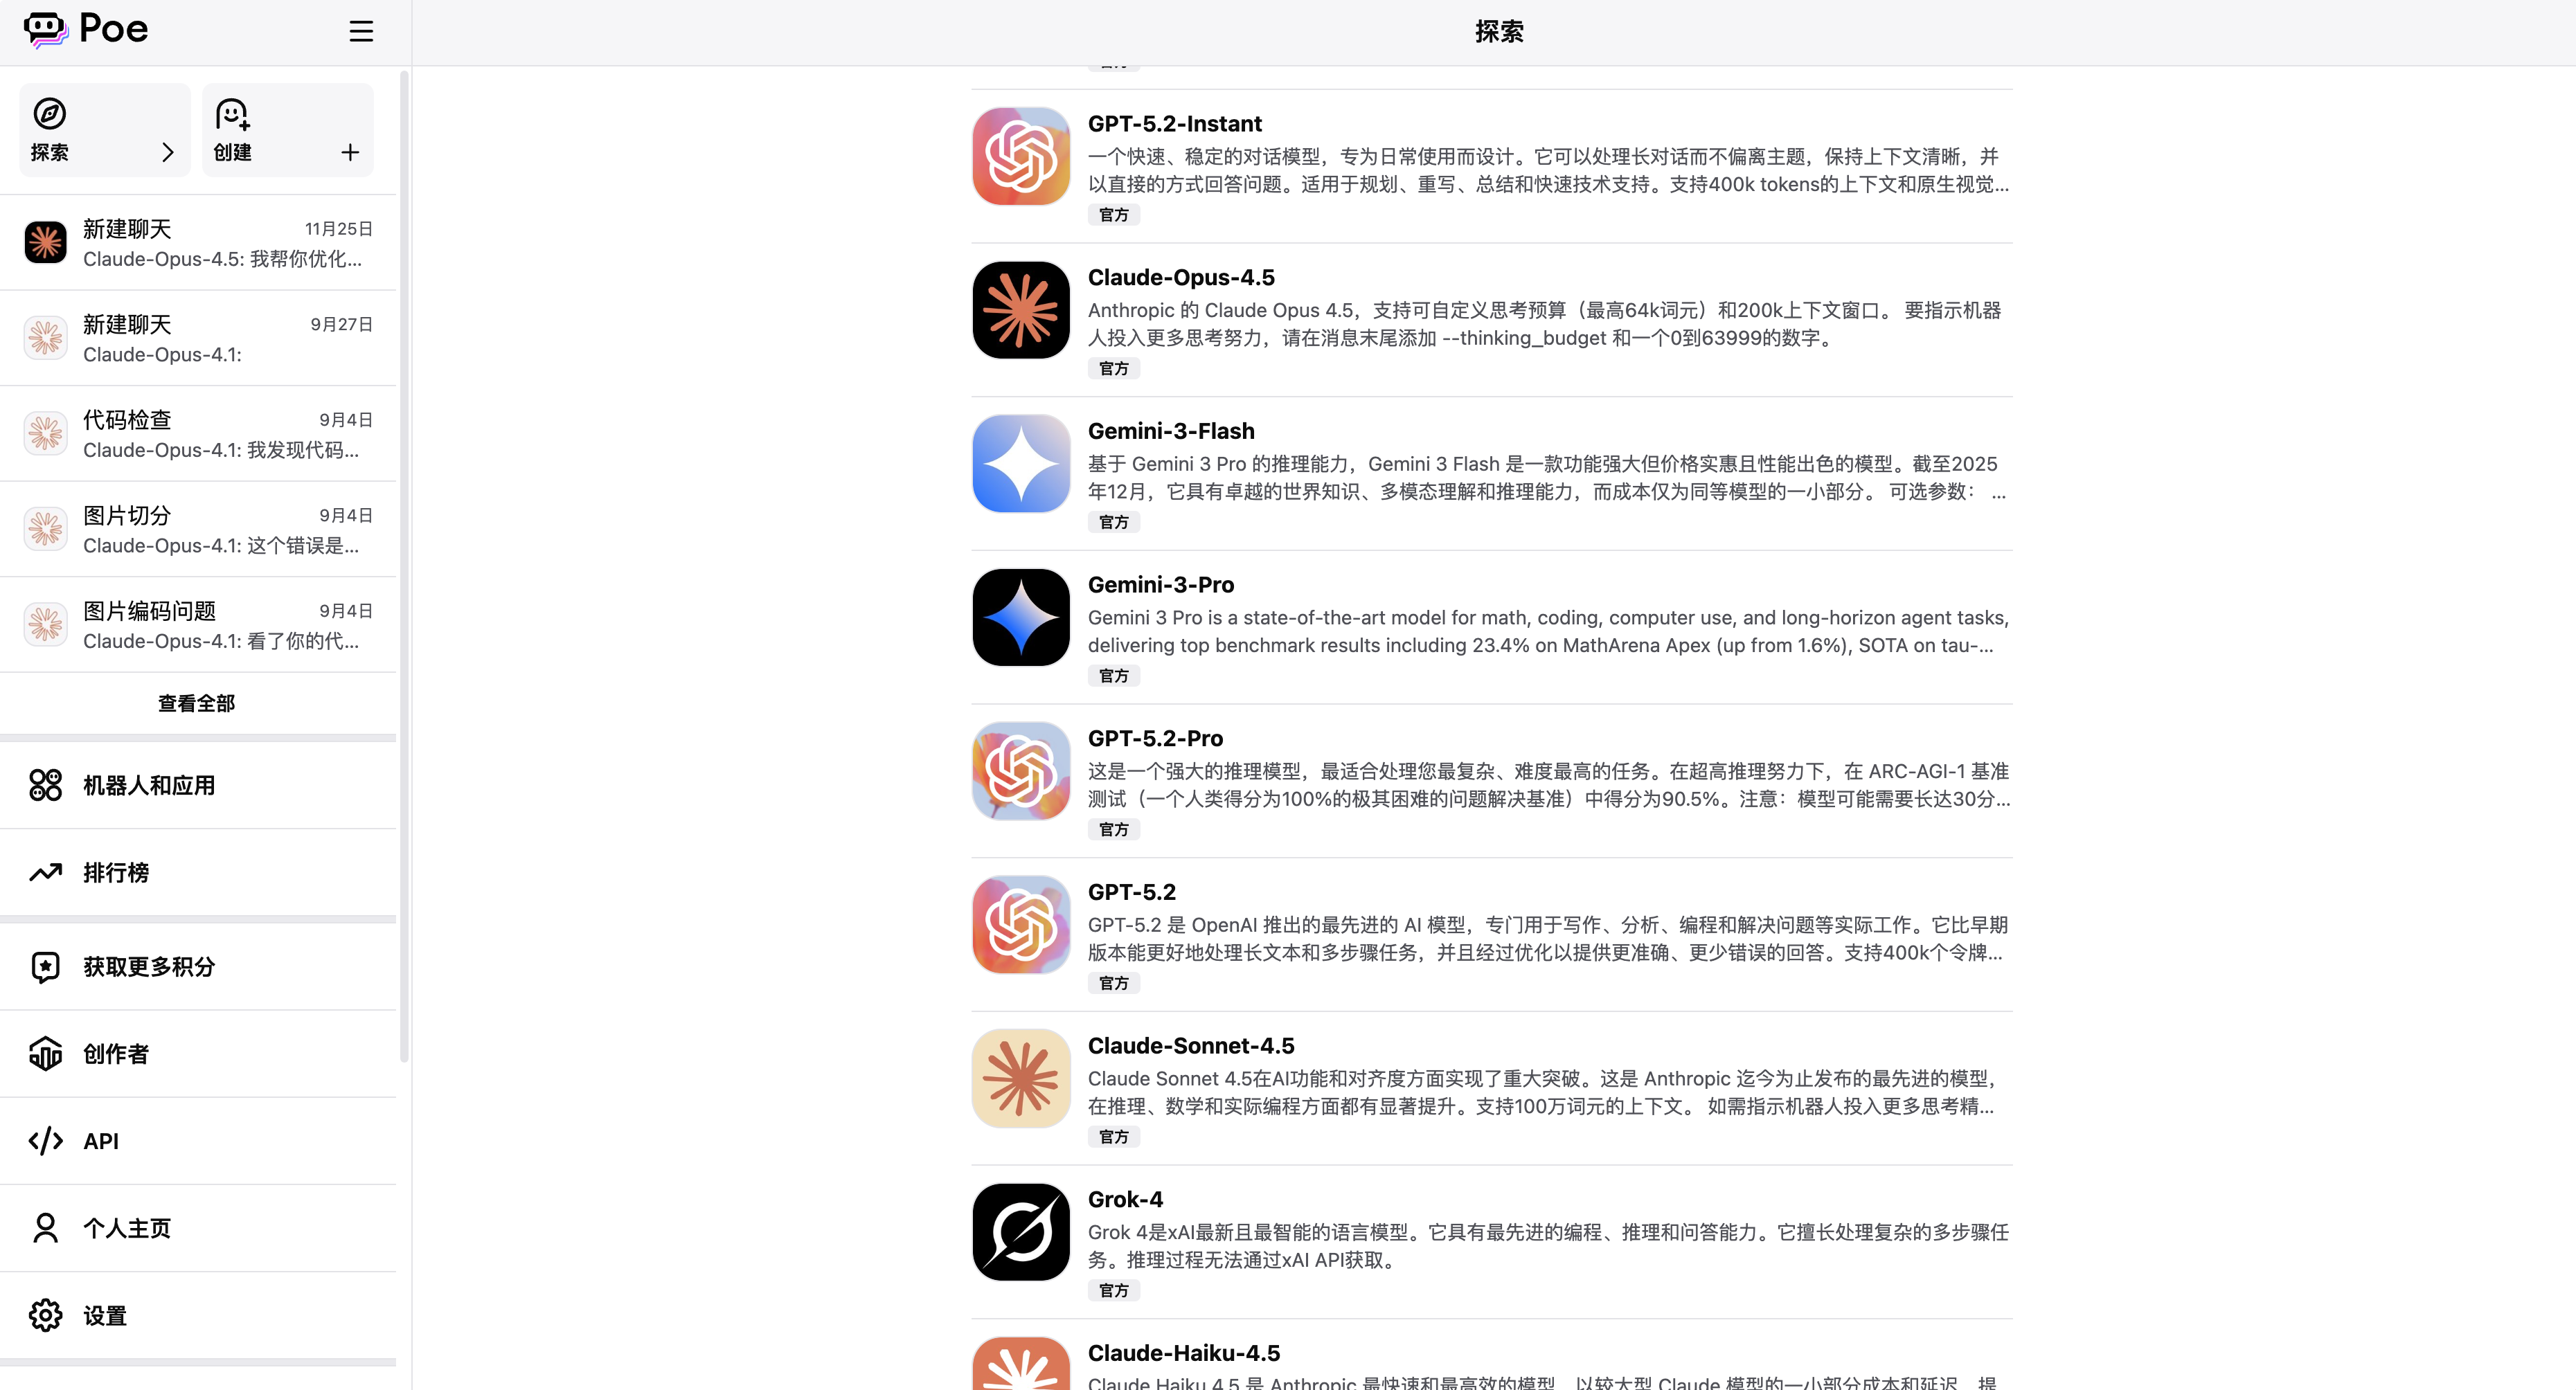 Poe
探索
探索
创建
新建聊天
11月25日
Claude-Opus-4.5: 我帮你优化...
新建聊天
9月27日
Claude-Opus-4.1:
代码检查
9月4日
Claude-Opus-4.1: 我发现代码...
图片切分
9月4日
Claude-Opus-4.1: 这个错误是...
图片编码问题
9月4日
Claude-Opus-4.1: 看了你的代...
查看全部
机器人和应用
排行榜
获取更多积分
创作者
API
个人主页
设置
GPT-5.2-Instant
一个快速、稳定的对话模型，专为日常使用而设计。它可以处理长对话而不偏离主题，保持上下文清晰，并
以直接的方式回答问题。适用于规划、重写、总结和快速技术支持。支持400k tokens的上下文和原生视觉...
官方
Claude-Opus-4.5
Anthropic 的 Claude Opus 4.5，支持可自定义思考预算（最高64k词元）和200k上下文窗口。 要指示机器
人投入更多思考努力，请在消息末尾添加 --thinking_budget 和一个0到63999的数字。
官方
Gemini-3-Flash
基于 Gemini 3 Pro 的推理能力，Gemini 3 Flash 是一款功能强大但价格实惠且性能出色的模型。截至2025
年12月，它具有卓越的世界知识、多模态理解和推理能力，而成本仅为同等模型的一小部分。 可选参数： ...
官方
Gemini-3-Pro
Gemini 3 Pro is a state-of-the-art model for math, coding, computer use, and long-horizon agent tasks,
delivering top benchmark results including 23.4% on MathArena Apex (up from 1.6%), SOTA on tau-...
官方
GPT-5.2-Pro
这是一个强大的推理模型，最适合处理您最复杂、难度最高的任务。在超高推理努力下，在 ARC-AGI-1 基准
测试（一个人类得分为100%的极其困难的问题解决基准）中得分为90.5%。注意：模型可能需要长达30分...
官方
GPT-5.2
GPT-5.2 是 OpenAI 推出的最先进的 AI 模型，专门用于写作、分析、编程和解决问题等实际工作。它比早期
版本能更好地处理长文本和多步骤任务，并且经过优化以提供更准确、更少错误的回答。支持400k个令牌...
官方
Claude-Sonnet-4.5
Claude Sonnet 4.5在AI功能和对齐度方面实现了重大突破。这是 Anthropic 迄今为止发布的最先进的模型，
在推理、数学和实际编程方面都有显著提升。支持100万词元的上下文。 如需指示机器人投入更多思考精...
官方
Grok-4
Grok 4是xAI最新且最智能的语言模型。它具有最先进的编程、推理和问答能力。它擅长处理复杂的多步骤任
务。推理过程无法通过xAI API获取。
官方
Claude-Haiku-4.5
Claude Haiku 4.5 是 Anthropic 最快速和最高效的模型，以较大型 Claude 模型的一小部分成本和延迟，提